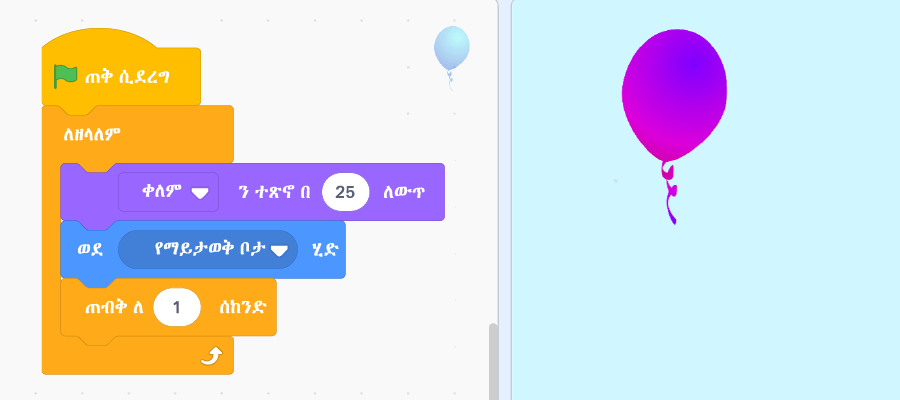 ጠቅ ሲደረግ
ለዘላለም
ቀለም ን ተጽኖ በ 25 ለውጥ
ወደ የማይታወቅ ቦታ ሂድ
ጠብቅ ለ 1 ሰከንድ